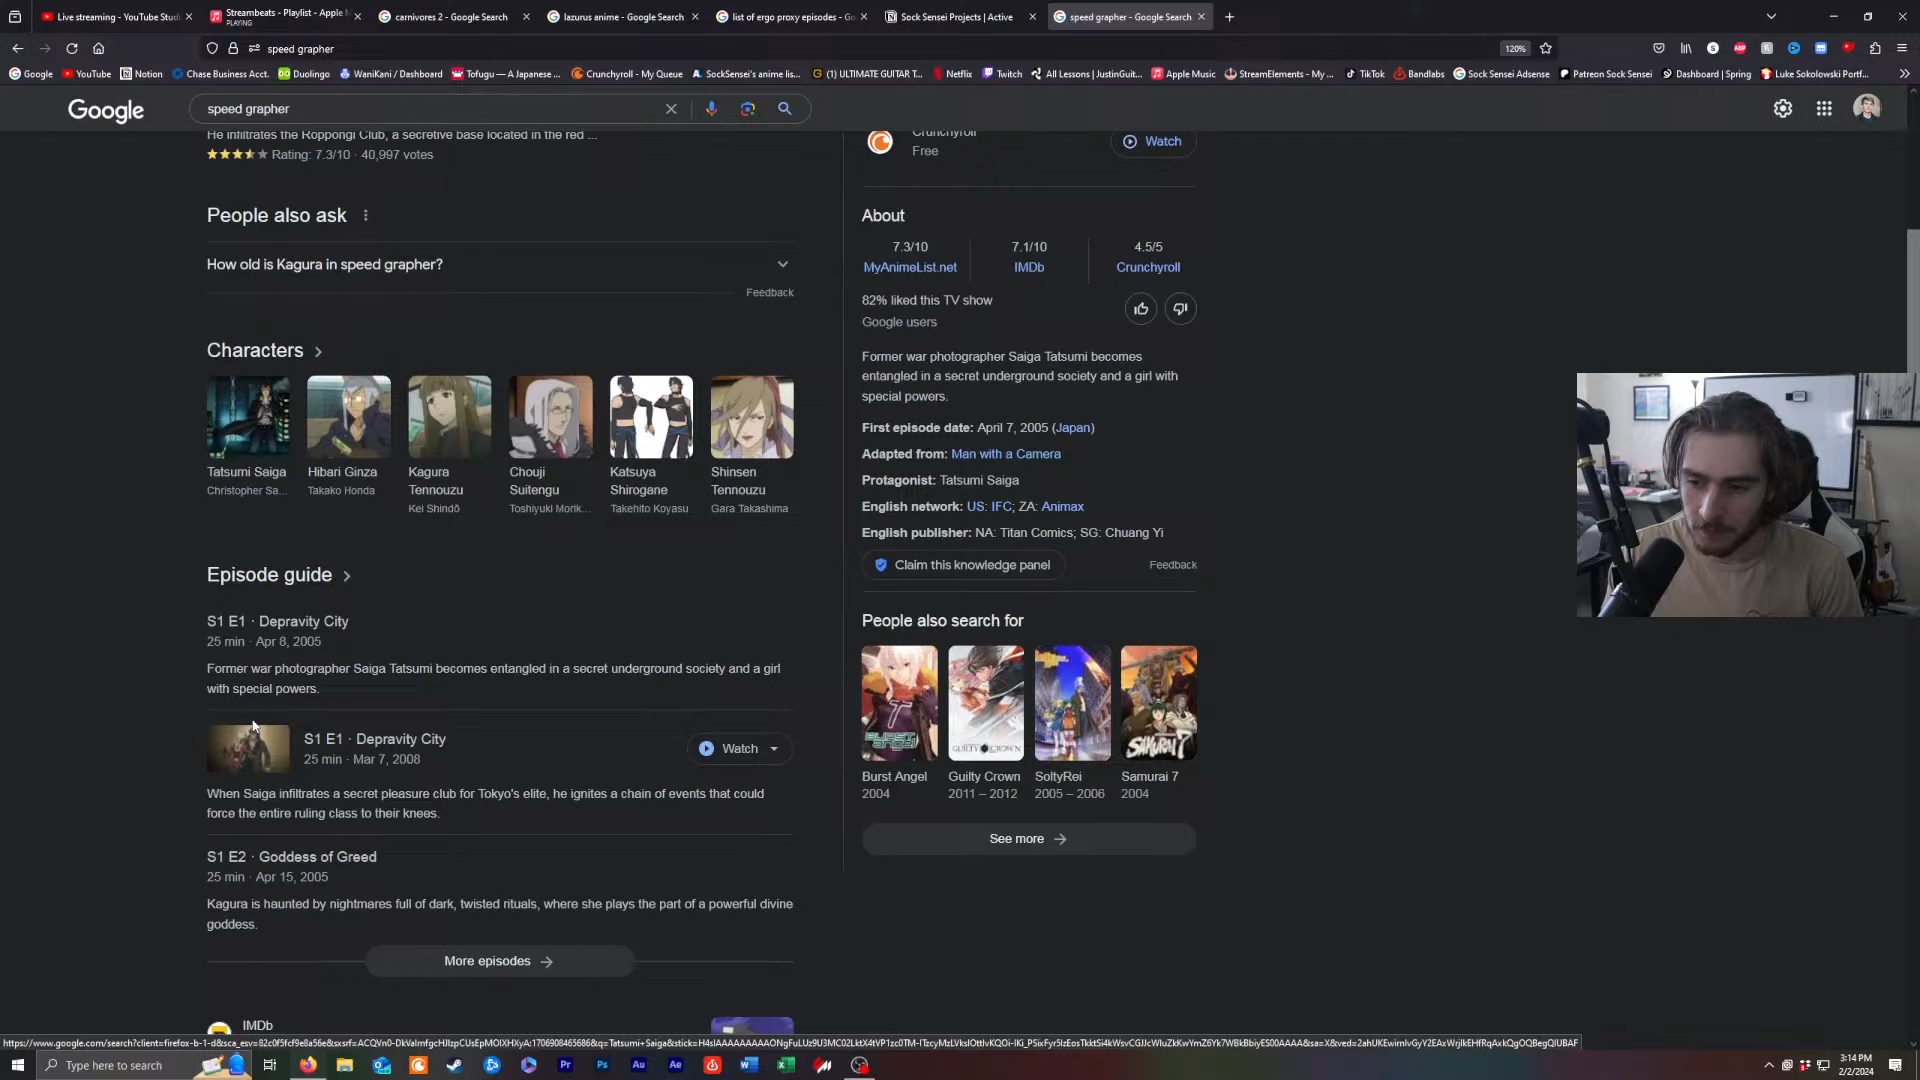 Live streaming - YouTube Studi
Streambeats - Playlist - Apple M
PLAYING
carnivores 2 - Google Search
lazurus anime - Google Search
list of ergo proxy episodes - Go
Sock Sensei Projects | Active
speed grapher - Google Search
speed grapher
120%
Google
YouTube
Notion
Chase Business Acct.
Duolingo
WaniKani / Dashboard
Tofugu — A Japanese ...
Crunchyroll - My Queue
SockSensei's anime lis...
(1) ULTIMATE GUITAR T...
Netflix
Twitch
All Lessons | JustinGuit...
Apple Music
StreamElements - My ...
TikTok
Bandlabs
Sock Sensei Adsense
Patreon Sock Sensei
Dashboard | Spring
Luke Sokolowski Portf...
Google
speed grapher
He infiltrates the Roppongi Club, a secretive base located in the red ...
Rating: 7.3/10 · 40,997 votes
People also ask
How old is Kagura in speed grapher?
Feedback
Characters
Tatsumi Saiga
Christopher Sa...
Hibari Ginza
Takako Honda
Kagura Tennouzu
Kei Shindō
Chouji Suitengu
Toshiyuki Morik...
Katsuya Shirogane
Takehito Koyasu
Shinsen Tennouzu
Gara Takashima
Episode guide
S1 E1 · Depravity City
25 min · Apr 8, 2005
Former war photographer Saiga Tatsumi becomes entangled in a secret underground society and a girl
with special powers.
S1 E1 · Depravity City
25 min · Mar 7, 2008
Watch
When Saiga infiltrates a secret pleasure club for Tokyo's elite, he ignites a chain of events that could
force the entire ruling class to their knees.
S1 E2 · Goddess of Greed
25 min · Apr 15, 2005
Kagura is haunted by nightmares full of dark, twisted rituals, where she plays the part of a powerful divine
goddess.
More episodes
IMDb
Crunchyroll
Free
Watch
About
7.3/10
MyAnimeList.net
7.1/10
IMDb
4.5/5
Crunchyroll
82% liked this TV show
Google users
Former war photographer Saiga Tatsumi becomes
entangled in a secret underground society and a girl with
special powers.
First episode date: April 7, 2005 (Japan)
Adapted from: Man with a Camera
Protagonist: Tatsumi Saiga
English network: US: IFC; ZA: Animax
English publisher: NA: Titan Comics; SG: Chuang Yi
Claim this knowledge panel
Feedback
People also search for
BURST ANGEL
GUILTY CROWN
SAMURAI 7
Burst Angel
2004
Guilty Crown
2011 – 2012
SoltyRei
2005 – 2006
Samurai 7
2004
See more
Type here to search
3:14 PM
2/2/2024